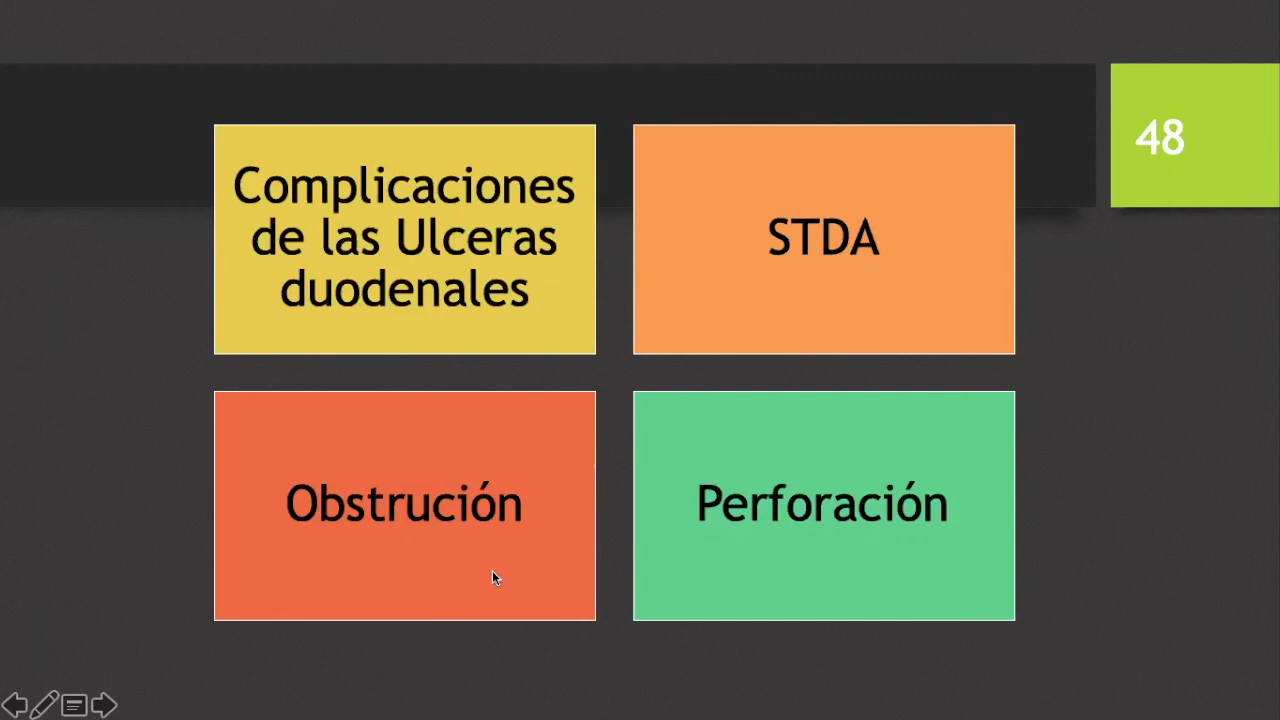 48
Complicaciones
de las Ulceras
duodenales
STDA
Obstrución
Perforación